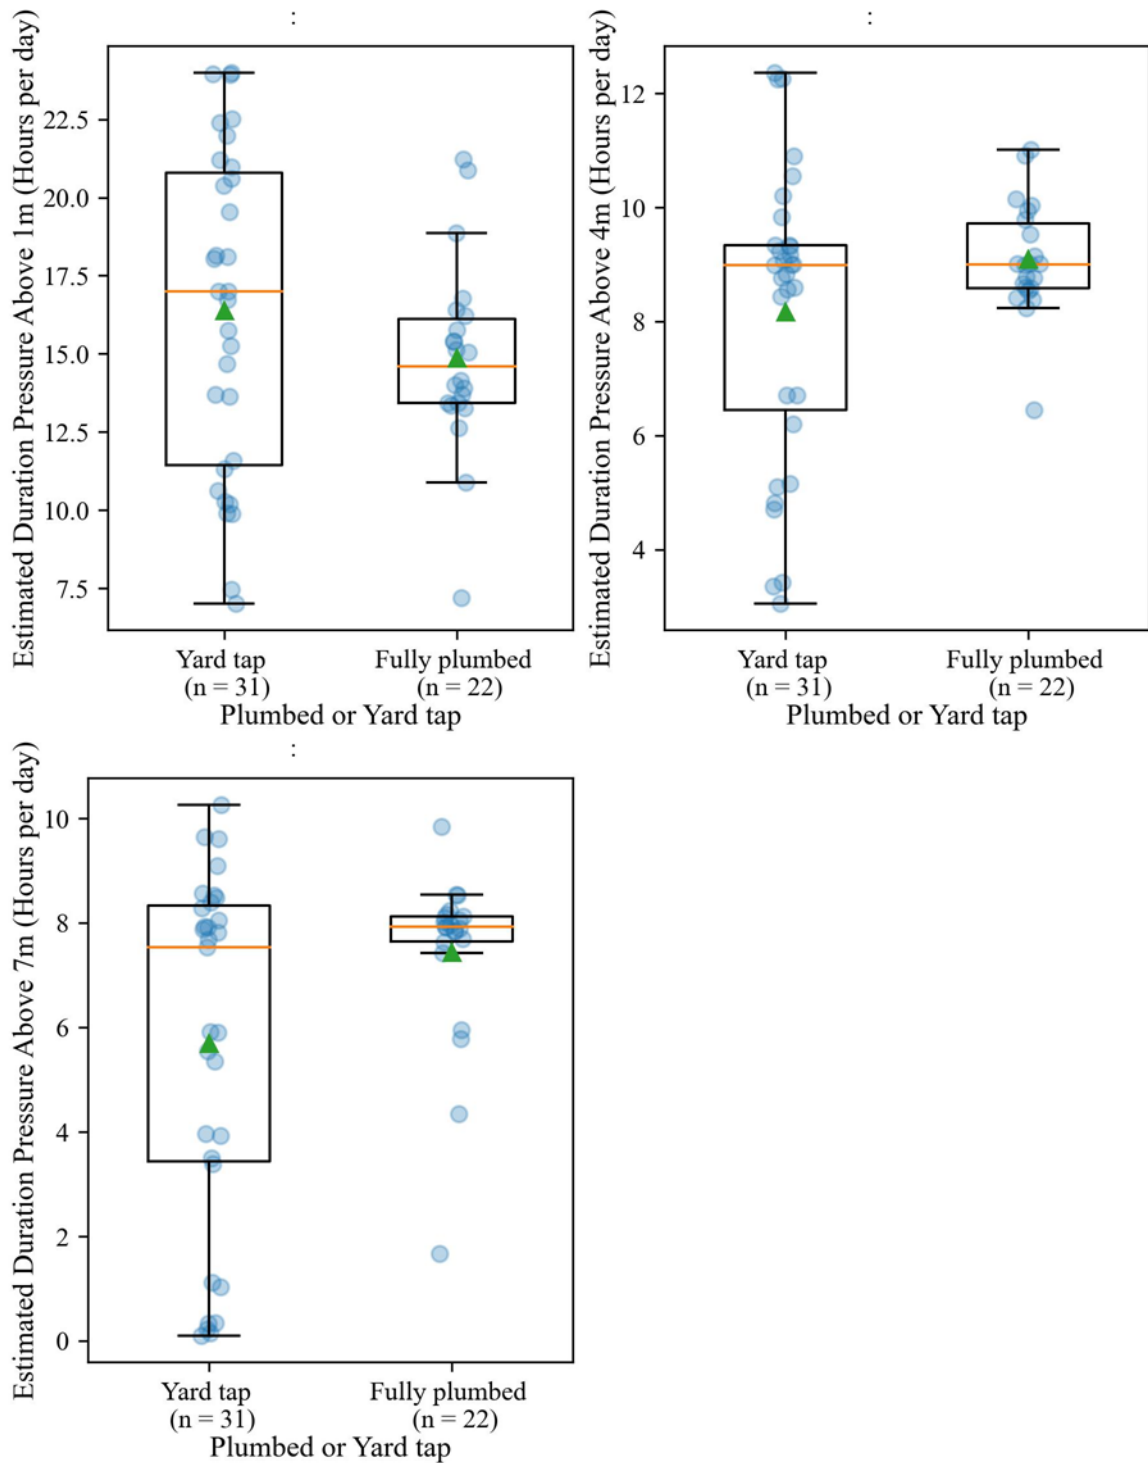 :
Estimated Duration Pressure Above 1m (Hours per day)
22.5
20.0
17.5
15.0
12.5
10.0
7.5
Yard tap
(n = 31)
Fully plumbed
(n = 22)
Plumbed or Yard tap
:
Estimated Duration Pressure Above 4m (Hours per day)
12
10
8
6
4
Yard tap
(n = 31)
Fully plumbed
(n = 22)
Plumbed or Yard tap
:
Estimated Duration Pressure Above 7m (Hours per day)
10
8
6
4
2
0
Yard tap
(n = 31)
Fully plumbed
(n = 22)
Plumbed or Yard tap